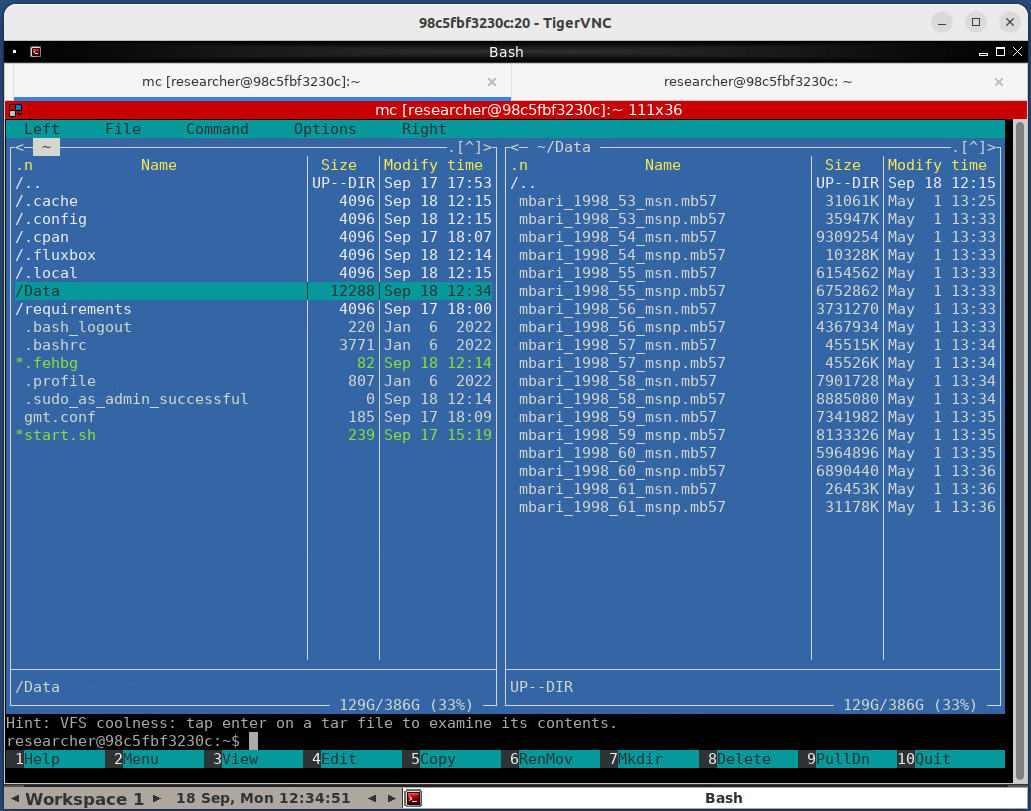 98c5fbf3230c:20 - TigerVNC
Bash
mc [researcher@98c5fbf3230c]:~ researcher@98c5fbf3230c: ~
mc [researcher@98c5fbf3230c]:~ 111x36
Left File Command Options Right
<─ ~ .[^]> <─ ~/Data .[^]>
.n Name Size Modify time .n Name Size Modify time
/.. UP--DIR Sep 17 17:53 /.. UP--DIR Sep 18 12:15
/.cache 4096 Sep 18 12:15 mbari_1998_53_msn.mb57 31061K May 1 13:25
/.config 4096 Sep 18 12:15 mbari_1998_53_msnp.mb57 35947K May 1 13:33
/.cpan 4096 Sep 17 18:07 mbari_1998_54_msn.mb57 9309254 May 1 13:33
/.fluxbox 4096 Sep 18 12:14 mbari_1998_54_msnp.mb57 10328K May 1 13:33
/.local 4096 Sep 18 12:15 mbari_1998_55_msn.mb57 6154562 May 1 13:33
/Data 12288 Sep 18 12:34 mbari_1998_55_msnp.mb57 6752862 May 1 13:33
/requirements 4096 Sep 17 18:00 mbari_1998_56_msn.mb57 3731270 May 1 13:33
.bash_logout 220 Jan 6 2022 mbari_1998_56_msnp.mb57 4367934 May 1 13:33
.bashrc 3771 Jan 6 2022 mbari_1998_57_msn.mb57 45515K May 1 13:34
*.fehbg 82 Sep 18 12:14 mbari_1998_57_msnp.mb57 45526K May 1 13:34
.profile 807 Jan 6 2022 mbari_1998_58_msn.mb57 7901728 May 1 13:34
.sudo_as_admin_successful 0 Sep 18 12:14 mbari_1998_58_msnp.mb57 8885080 May 1 13:34
gmt.conf 185 Sep 17 18:09 mbari_1998_59_msn.mb57 7341982 May 1 13:35
*start.sh 239 Sep 17 15:19 mbari_1998_59_msnp.mb57 8133326 May 1 13:35
mbari_1998_60_msn.mb57 5964896 May 1 13:35
mbari_1998_60_msnp.mb57 6890440 May 1 13:36
mbari_1998_61_msn.mb57 26453K May 1 13:36
mbari_1998_61_msnp.mb57 31178K May 1 13:36
/Data UP--DIR
129G/386G (33%) 129G/386G (33%)
Hint: VFS coolness: tap enter on a tar file to examine its contents.
researcher@98c5fbf3230c:~$
1Help 2Menu 3View 4Edit 5Copy 6RenMov 7Mkdir 8Delete 9PullDn 10Quit
Workspace 1 18 Sep, Mon 12:34:51 Bash